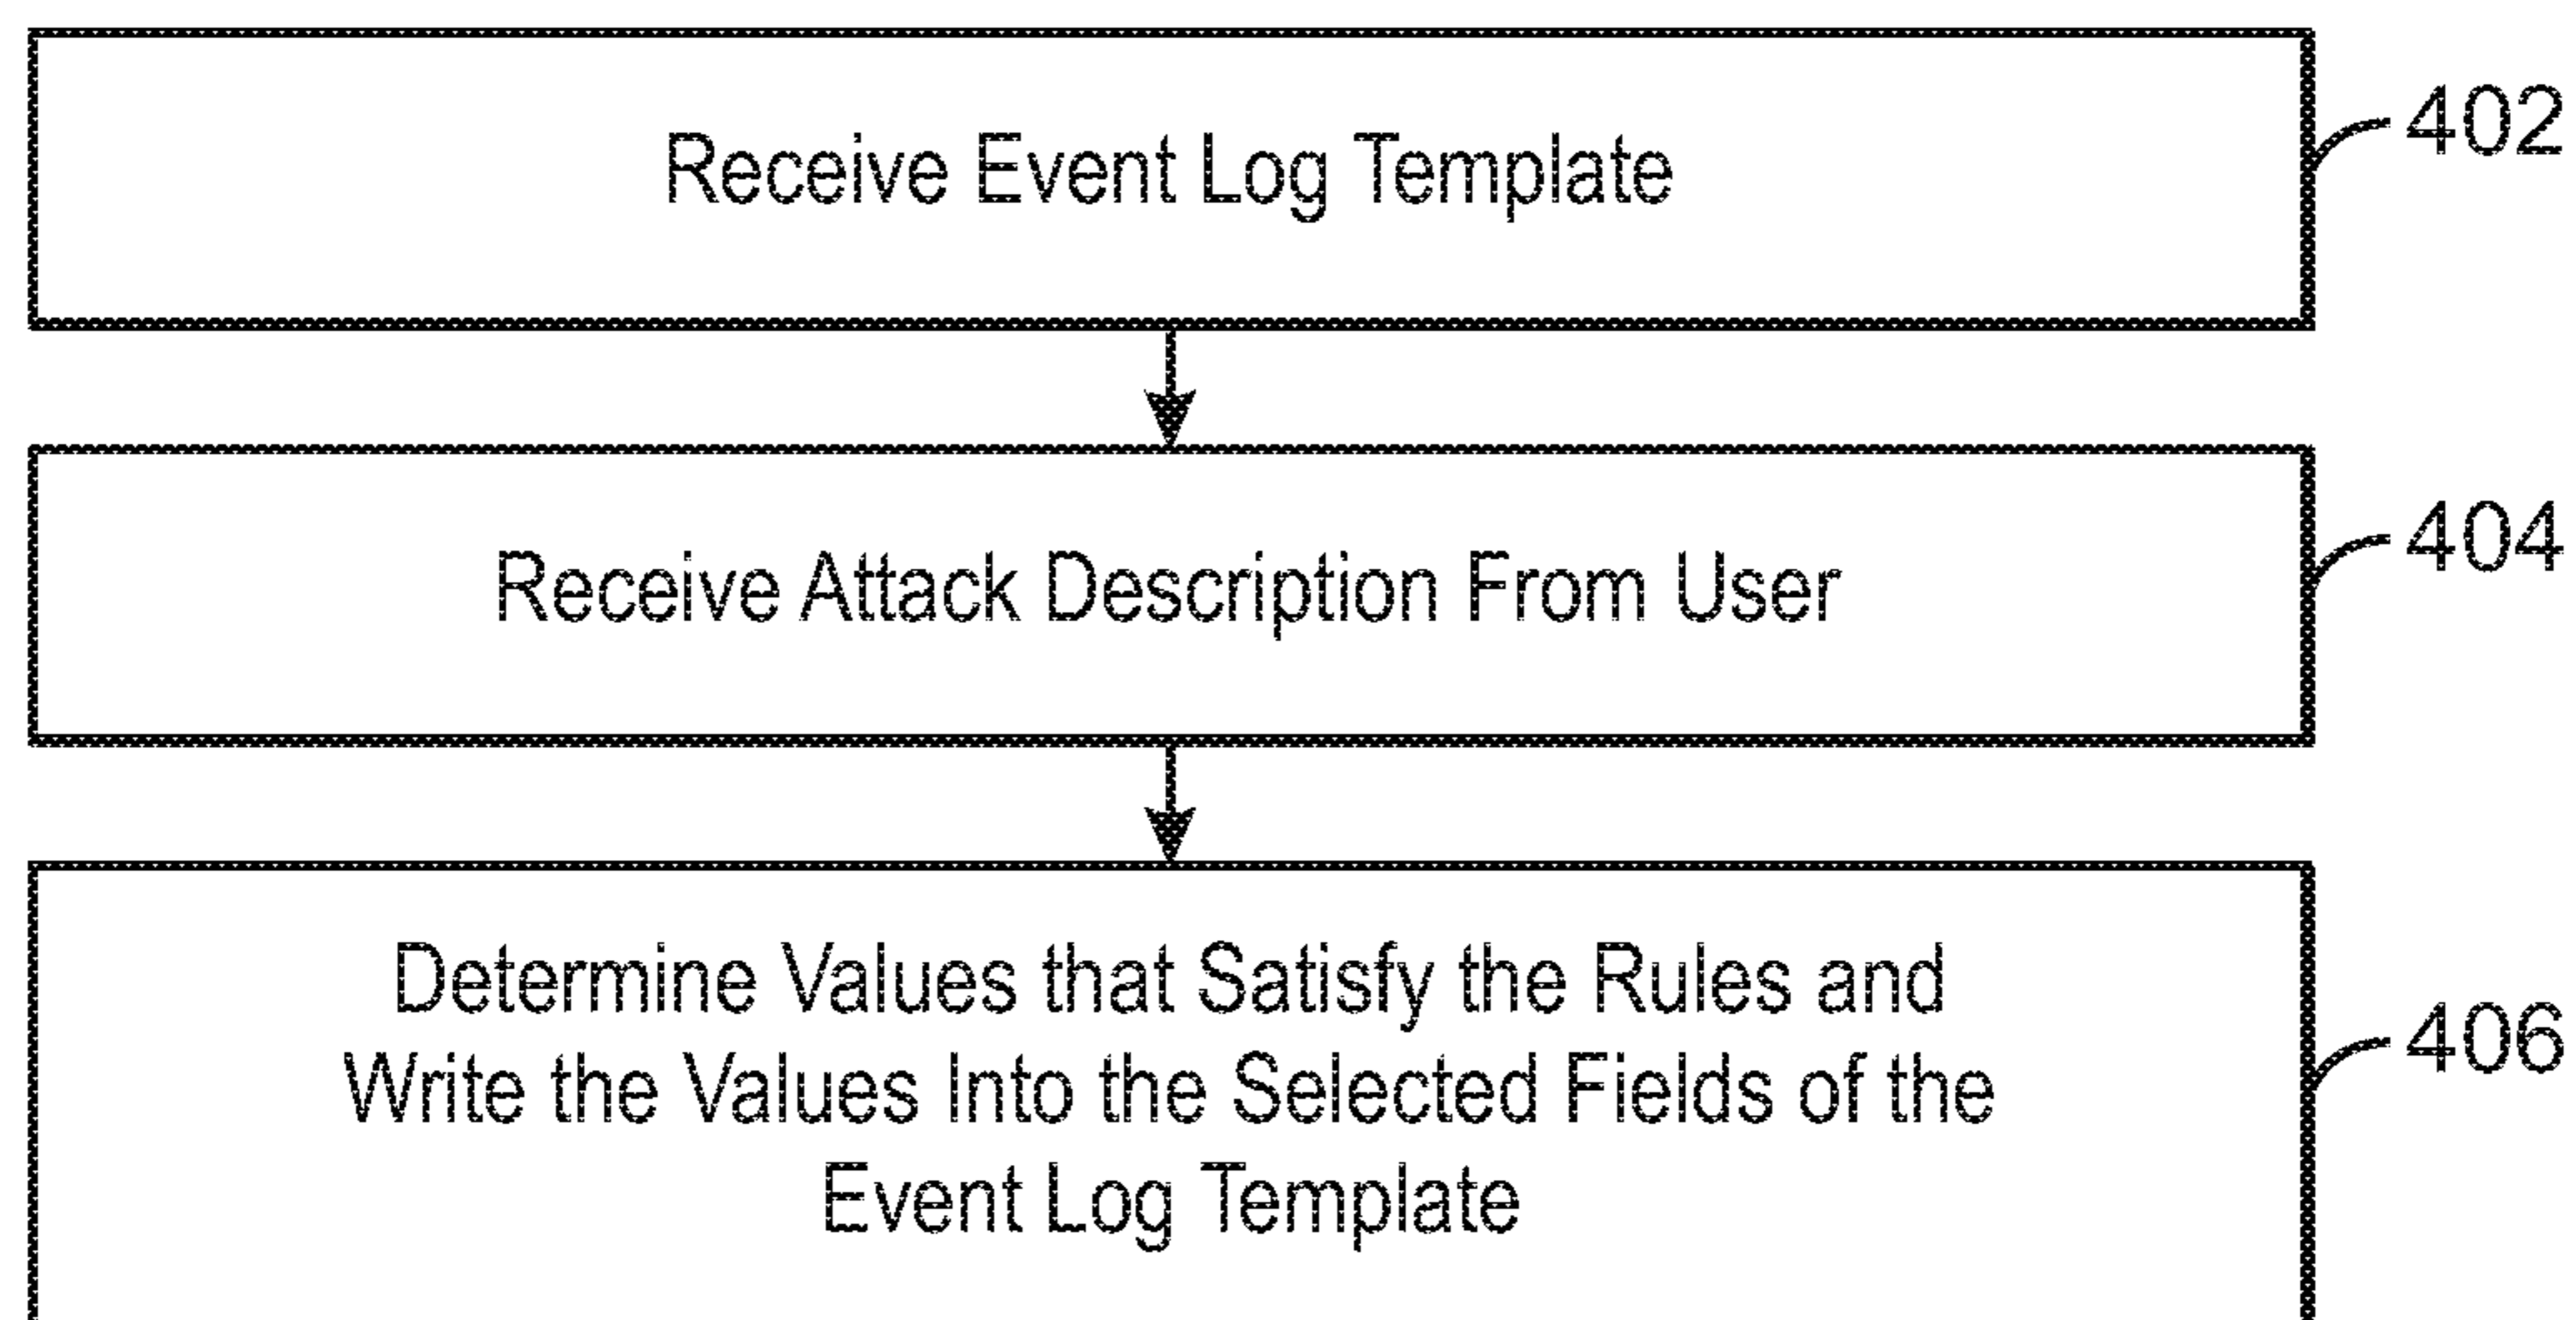 Receive Event Log Template
402
Receive Attack Description From User
404
Determine Values that Satisfy the Rules and
Write the Values Into the Selected Fields of the
Event Log Template
406